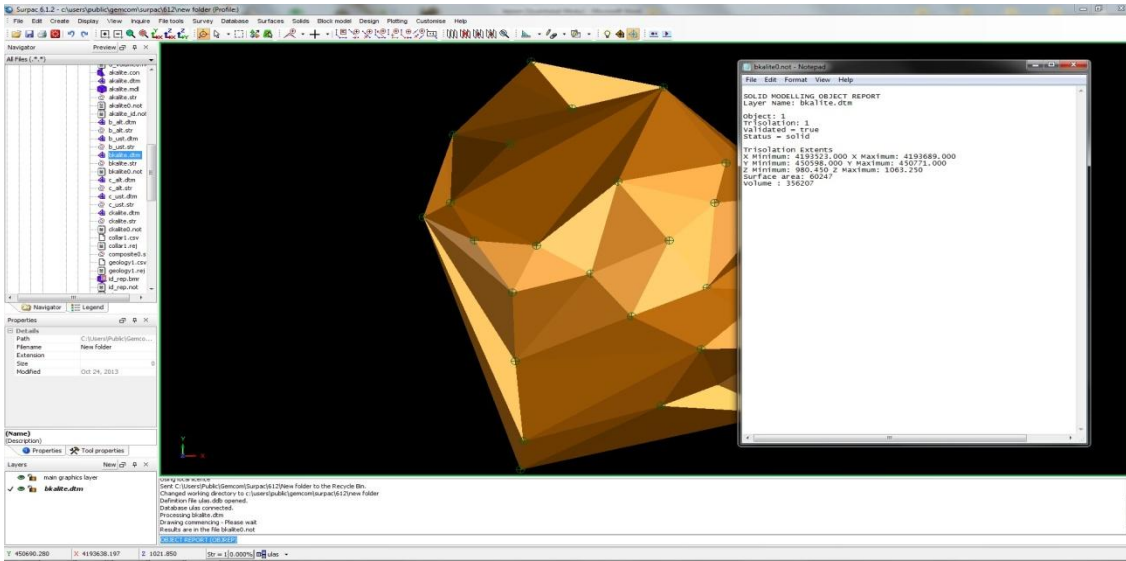 Surpac 6.1.2 - c:\users\public\gemcom\surpac\612\new folder (Profile:)
File Edit Create Display View Inquire File tools Survey Database Surfaces Solids Block model Design Plotting Customise Help
Navigator Preview
All Files (*.*)
akalite.con
akalite.dtm
akalite.mdl
akalite.str
akalite0.not
akalite_id.not
b_alt.dtm
b_alt.str
b_ust.dtm
b_ust.str
bkalite.dtm
bkalite.str
bkalite0.not
c_alt.dtm
c_alt.str
c_ust.dtm
c_ust.str
ckalite.dtm
ckalite.str
ckalite0.not
collar1.csv
collar1.rej
composite0.s
geology1.csv
geology1.rej
id_rep.bmr
id_rep.not
Navigator Legend
Properties
Details
Path C:\Users\Public\Gemco...
Filename New folder
Extension
Size 0
Modified Oct 24, 2013
(Name)
(Description)
Properties Tool properties
Layers New
main graphics layer
bkalite.dtm
Y X
bkalite0.not - Notepad
File Edit Format View Help
SOLID MODELLING OBJECT REPORT
Layer Name: bkalite.dtm
Object: 1
Trisolation: 1
Validated = true
Status = solid
Trisolation Extents
X Minimum: 4193523.000 X Maximum: 4193689.000
Y Minimum: 450598.000 Y Maximum: 450771.000
Z Minimum: 980.450 Z Maximum: 1063.250
Surface area: 60247
volume : 356207
Using local licence
Sent C:\Users\Public\Gemcom\Surpac\612\New folder to the Recycle Bin.
Changed working directory to c:\users\public\gemcom\surpac\612\new folder
Definition file ulas.ddb opened.
Database ulas connected.
Processing bkalite.dtm
Drawing commencing - Please wait
Results are in the file bkalite0.not
OBJECT REPORT (OBJREP)
Y 450690.280 X 4193638.197 Z 1021.850 Str = 1 0.000% ulas